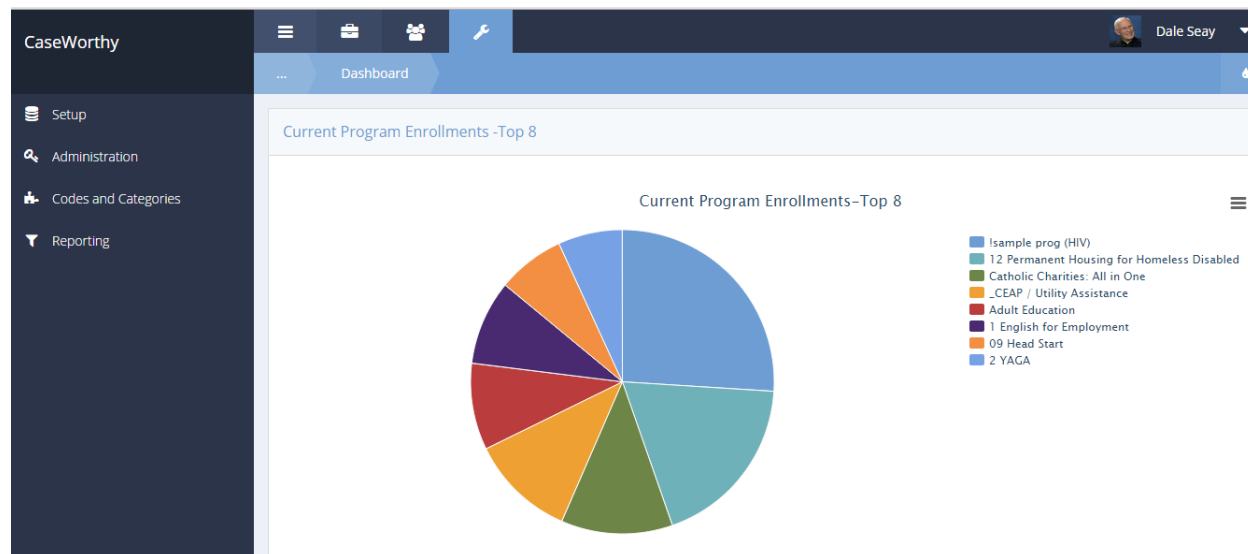 CaseWorthy
Dale Seay
...
Dashboard
Setup
Administration
Codes and Categories
Reporting
Current Program Enrollments -Top 8
Current Program Enrollments-Top 8
!sample prog (HIV)
12 Permanent Housing for Homeless Disabled
Catholic Charities: All in One
_CEAP / Utility Assistance
Adult Education
1 English for Employment
09 Head Start
2 YAGA